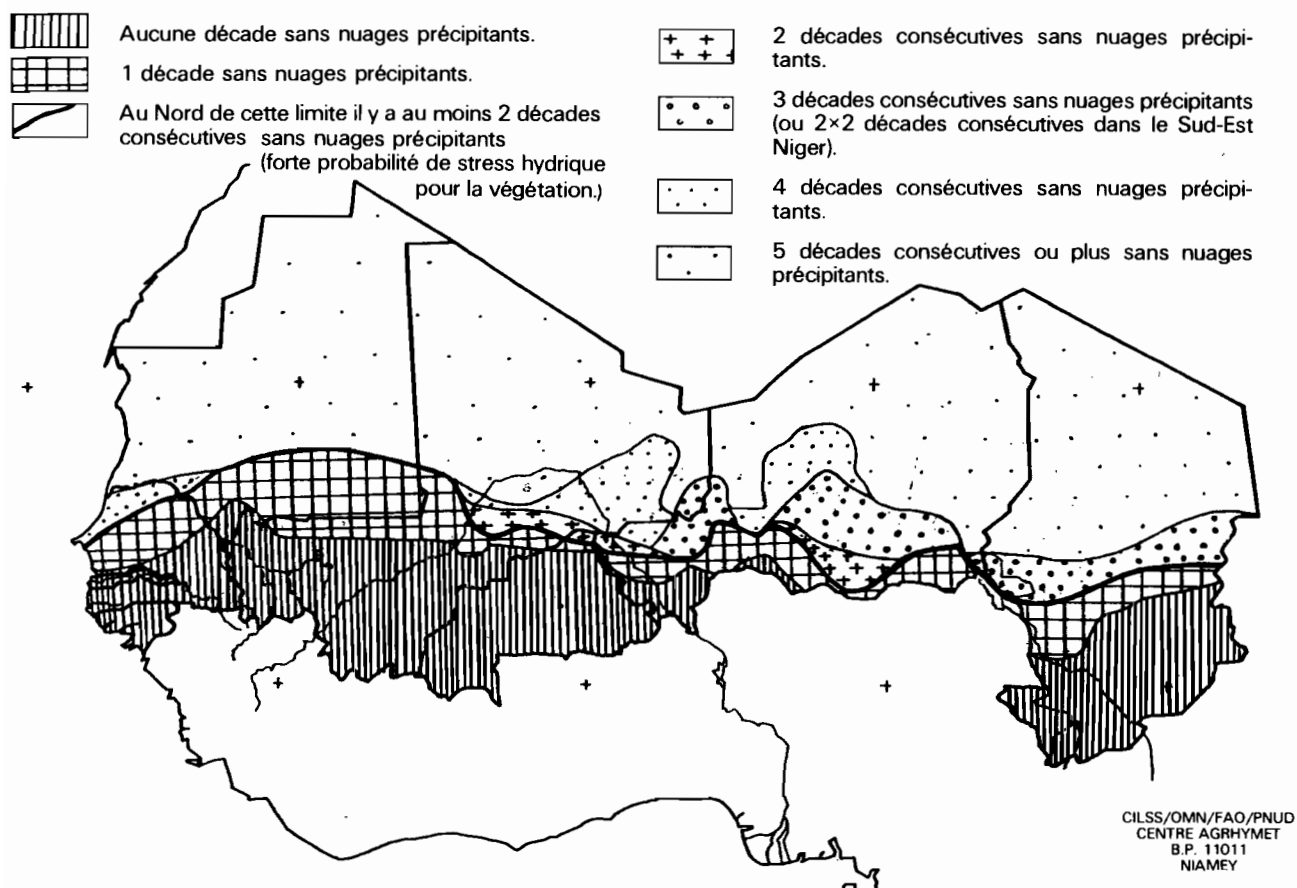 Aucune décade sans nuages précipitants.
1 décade sans nuages précipitants.
Au Nord de cette limite il y a au moins 2 décades
consécutives sans nuages précipitants
(forte probabilité de stress hydrique
pour la végétation.)
2 décades consécutives sans nuages précipi-
tants.
3 décades consécutives sans nuages précipitants
(ou 2×2 décades consécutives dans le Sud-Est
Niger).
4 décades consécutives sans nuages précipi-
tants.
5 décades consécutives ou plus sans nuages
précipitants.
CILSS/OMN/FAO/PNUD
CENTRE AGRHYMET
B.P. 11011
NIAMEY